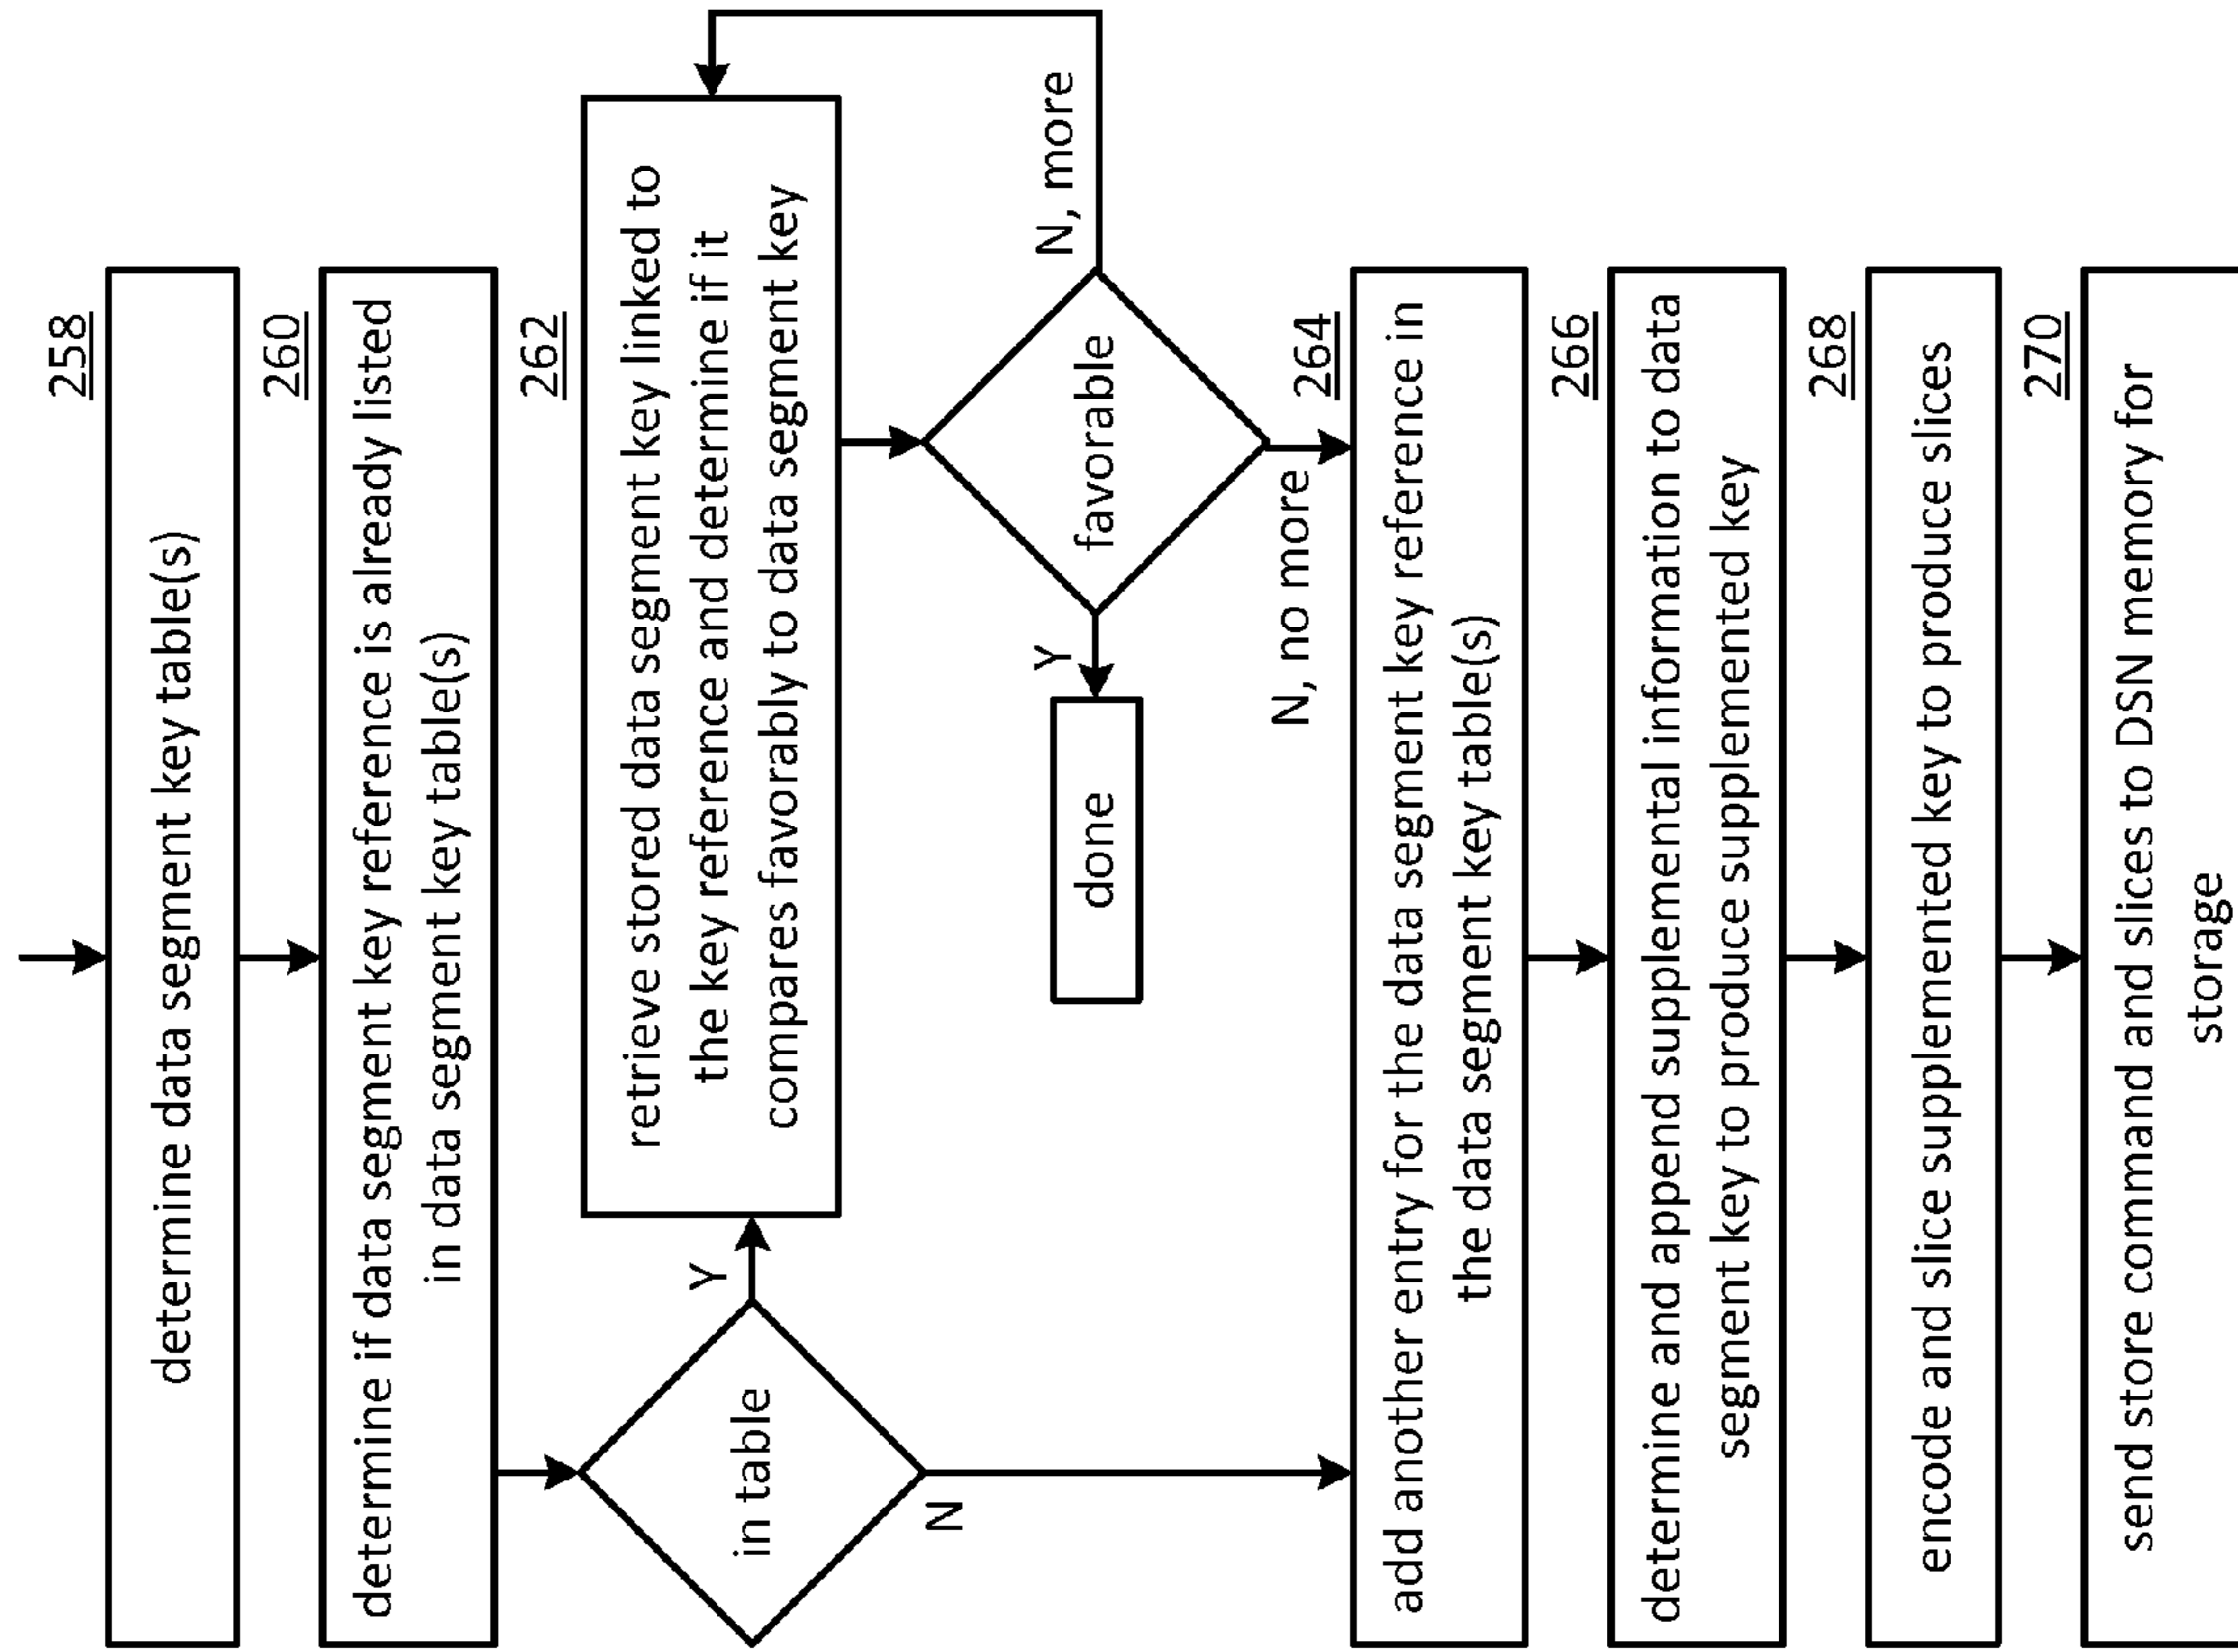 258
determine data segment key table(s)
260
determine if data segment key reference is already listed
in data segment key table(s)
in table
Y
N
262
retrieve stored data segment key linked to
the key reference and determine if it
compares favorably to data segment key
favorable
N, more
Y
done
N, no more
264
add another entry for the data segment key reference in
the data segment key table(s)
266
determine and append supplemental information to data
segment key to produce supplemented key
268
encode and slice supplemented key to produce slices
270
send store command and slices to DSN memory for
storage